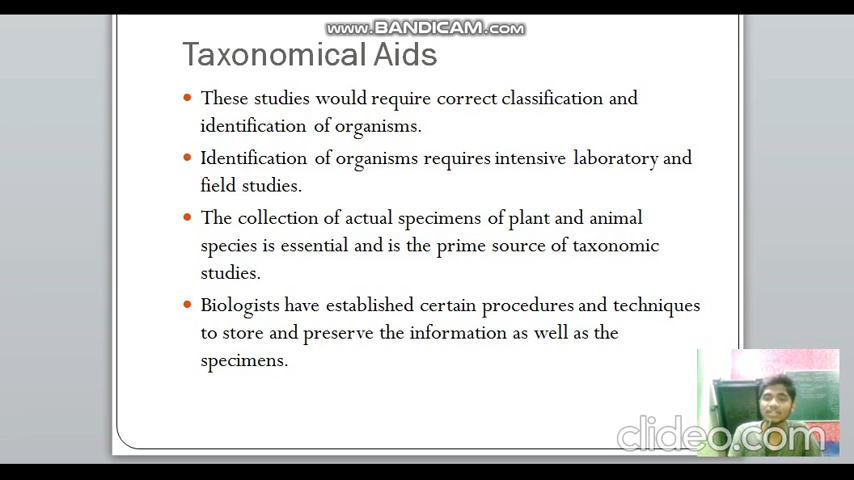 www.BANDICAM.com
Taxonomical Aids
These studies would require correct classification and
identification of organisms.
Identification of organisms requires intensive laboratory and
field studies.
The collection of actual specimens of plant and animal
species is essential and is the prime source of taxonomic
studies.
Biologists have established certain procedures and techniques
to store and preserve the information as well as the
specimens.
clideo.com